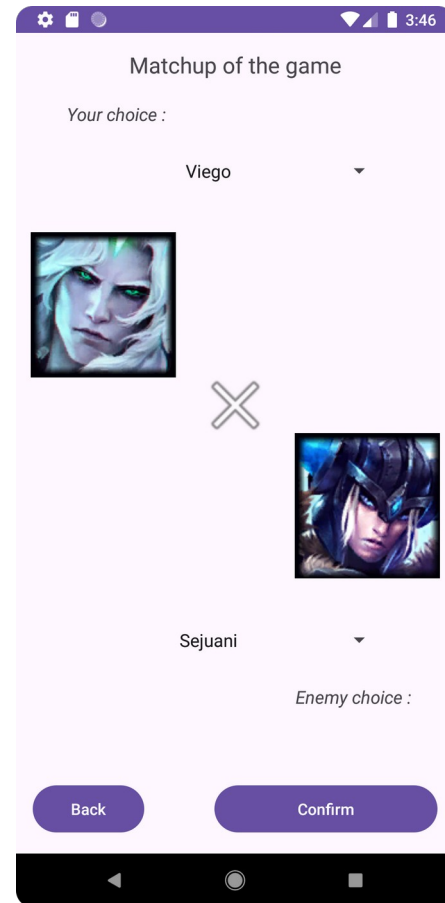 3:46
Matchup of the game
Your choice :
Viego
Sejuani
Enemy choice :
Back
Confirm